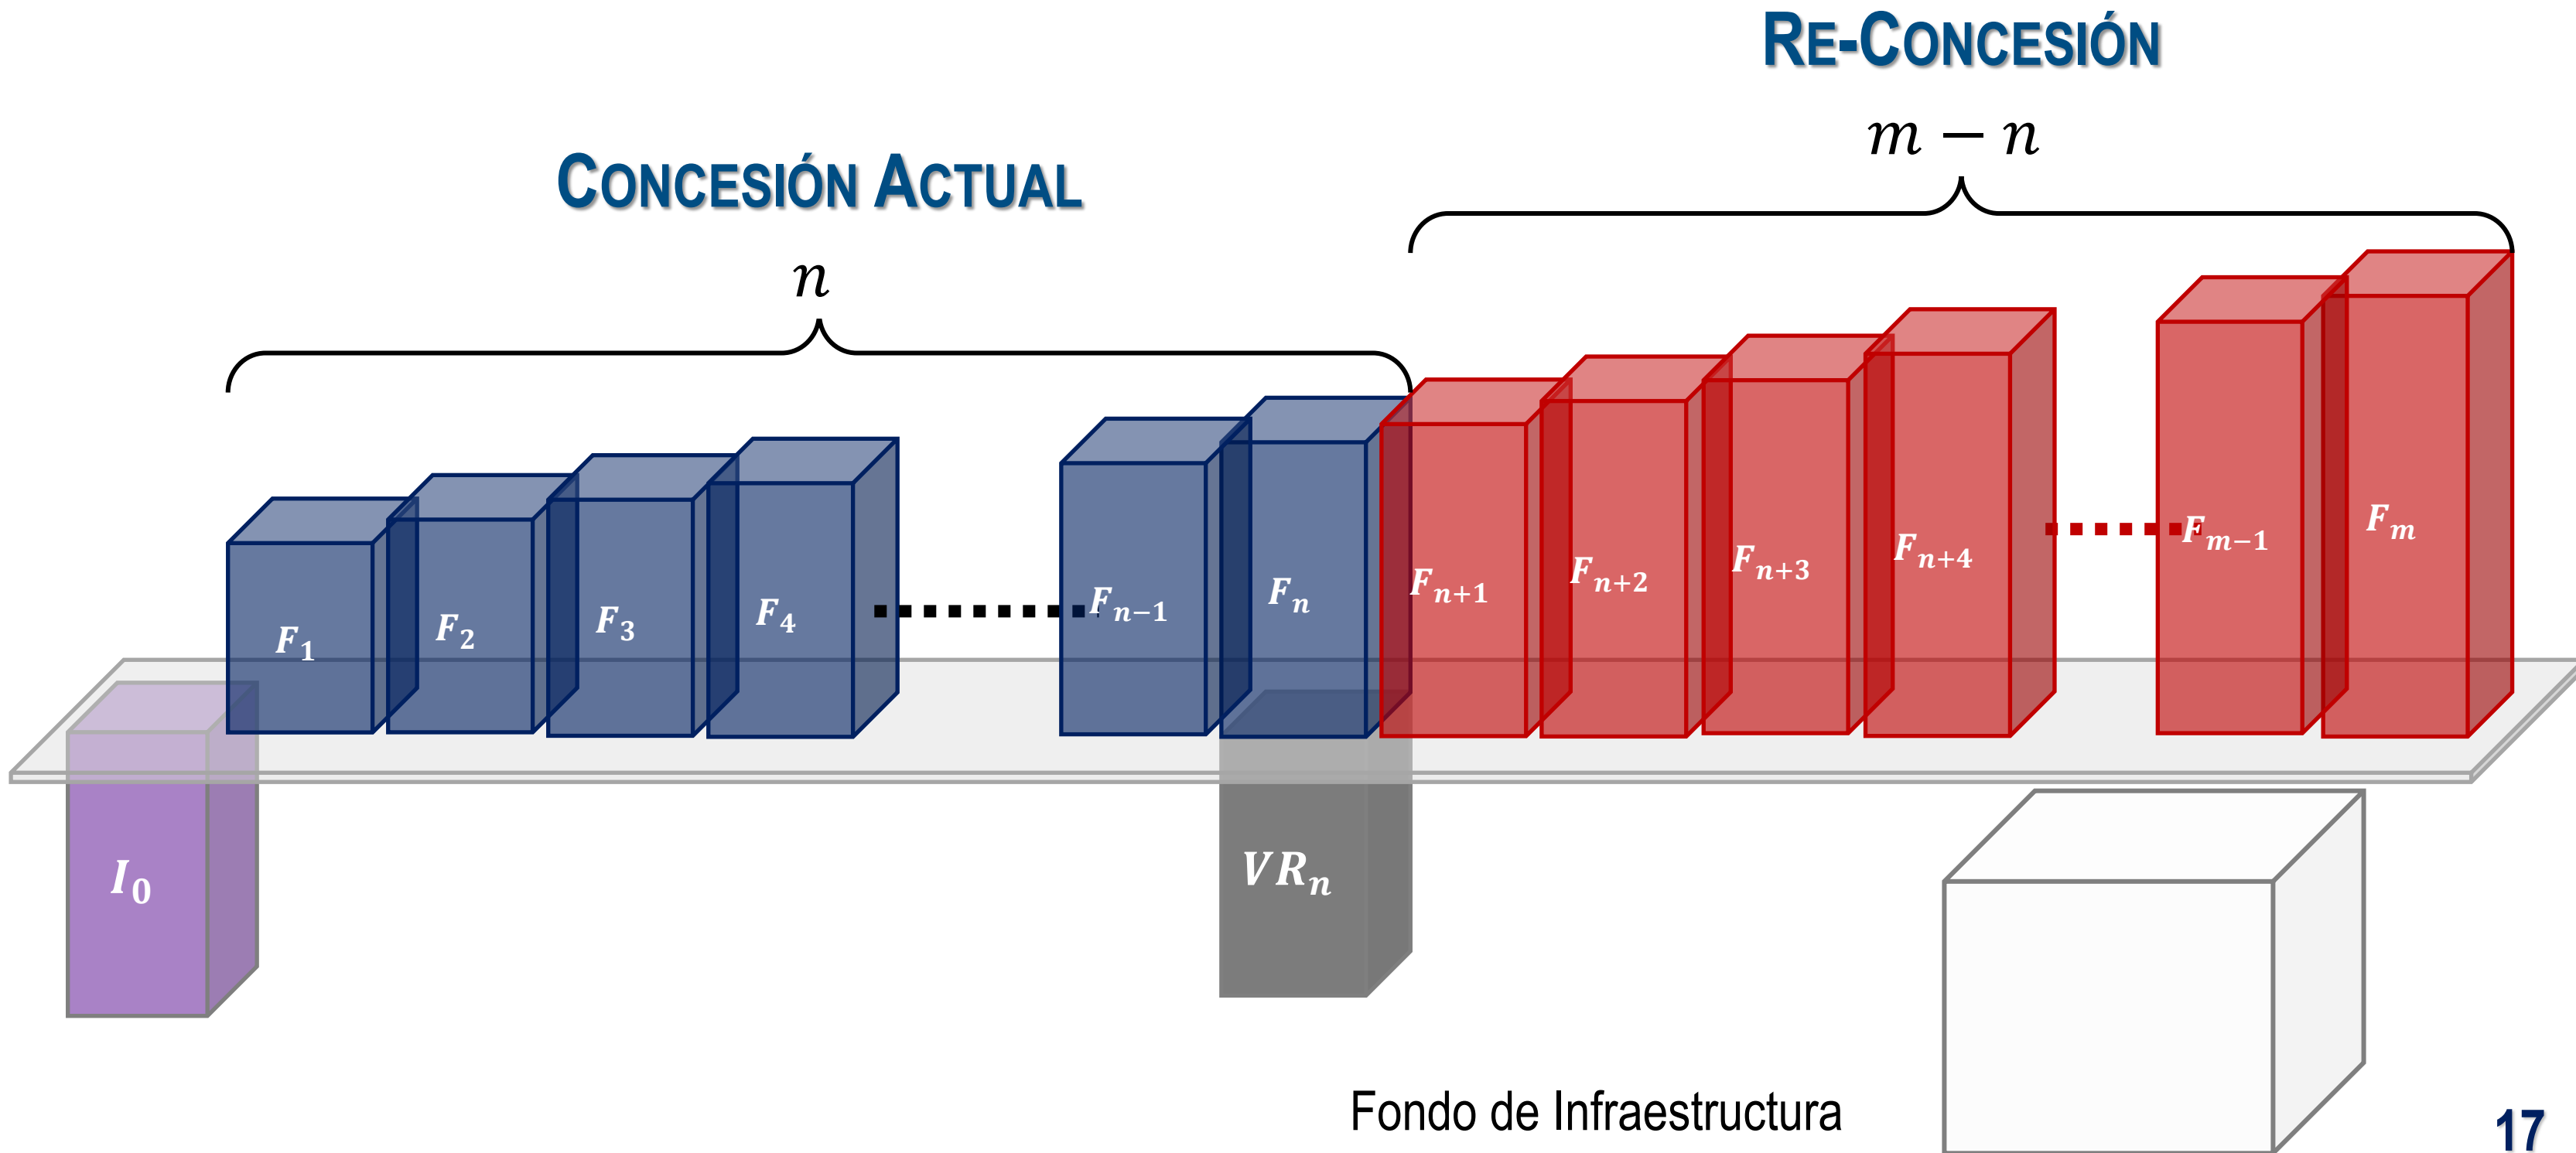 RE-CONCESIÓN
m − n
CONCESIÓN ACTUAL
n
F₁
F₂
F₃
F₄
Fₙ₋₁
Fₙ
Fₙ₊₁
Fₙ₊₂
Fₙ₊₃
Fₙ₊₄
Fₘ₋₁
Fₘ
I₀
VRₙ
Fondo de Infraestructura
17